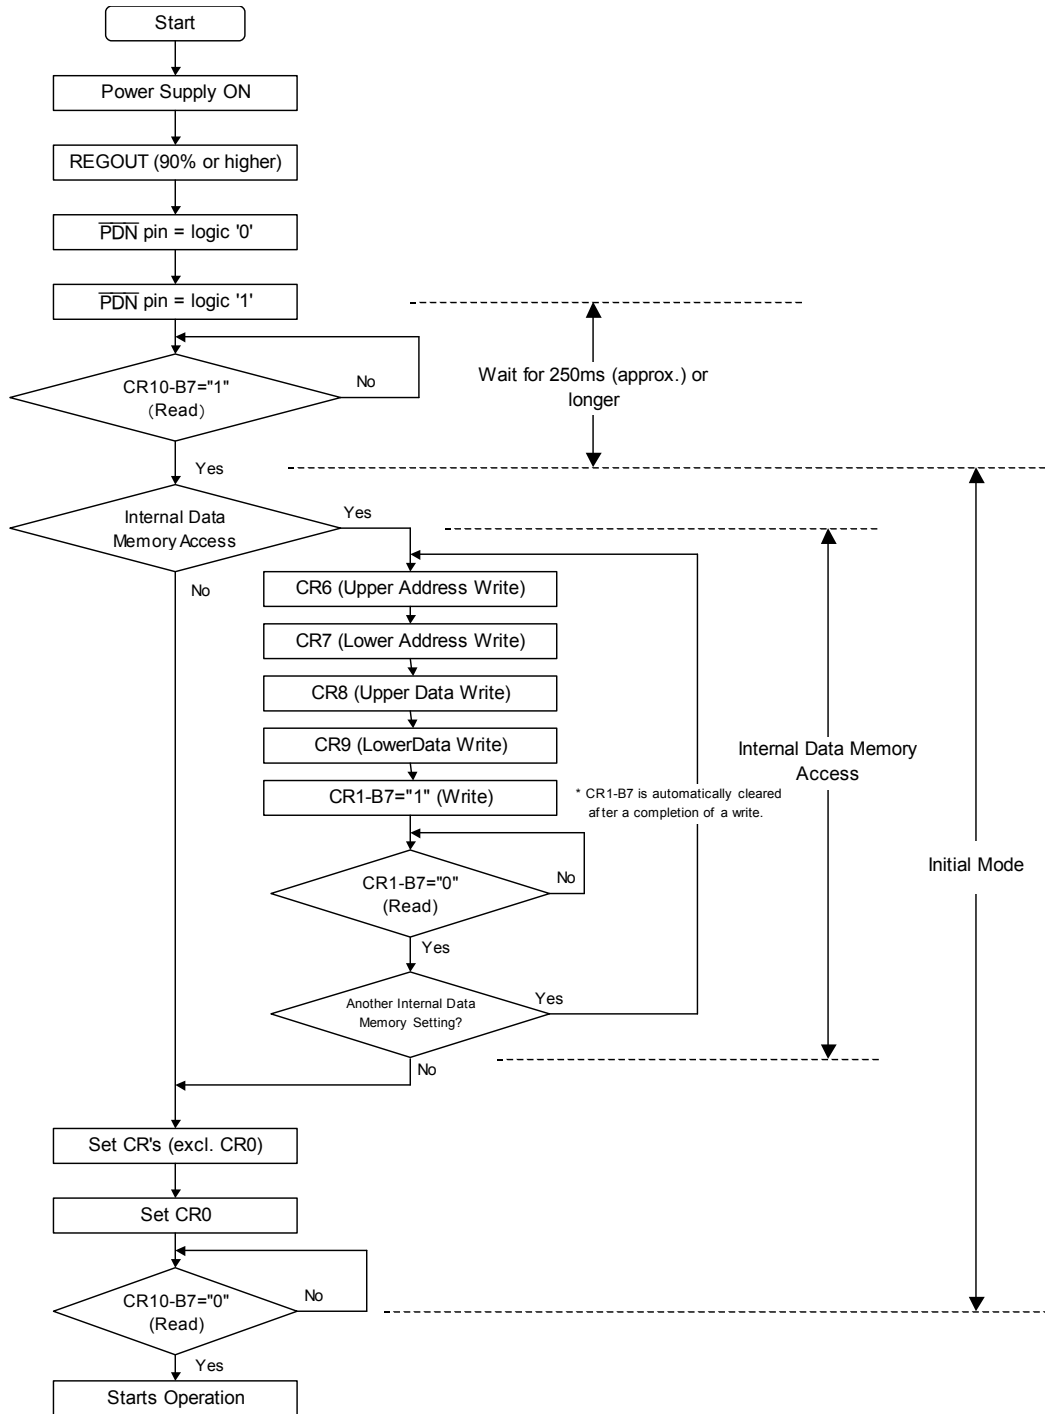 Start
Power Supply ON
REGOUT (90% or higher)
P̅D̅N̅ pin = logic '0'
P̅D̅N̅ pin = logic '1'
CR10-B7="1"
(Read)
No
Wait for 250ms (approx.) or
longer
Yes
Internal Data
Memory Access
Yes
No
CR6 (Upper Address Write)
CR7 (Lower Address Write)
CR8 (Upper Data Write)
CR9 (LowerData Write)
CR1-B7="1" (Write)
* CR1-B7 is automatically cleared
after a completion of a write.
Internal Data Memory
Access
Initial Mode
CR1-B7="0"
(Read)
No
Yes
Another Internal Data
Memory Setting?
Yes
No
Set CR's (excl. CR0)
Set CR0
CR10-B7="0"
(Read)
No
Yes
Starts Operation